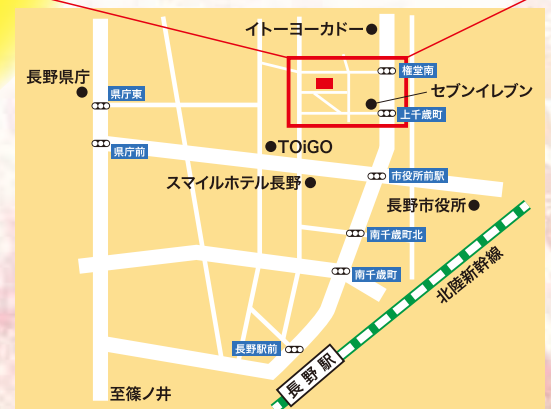 イトーヨーカドー
権堂南
長野県庁
セブンイレブン
県庁東
上千歳町
県庁前
TOiGO
市役所前駅
スマイルホテル長野
長野市役所
南千歳町北
北陸新幹線
南千歳町
長野駅前
長野駅
至篠ノ井